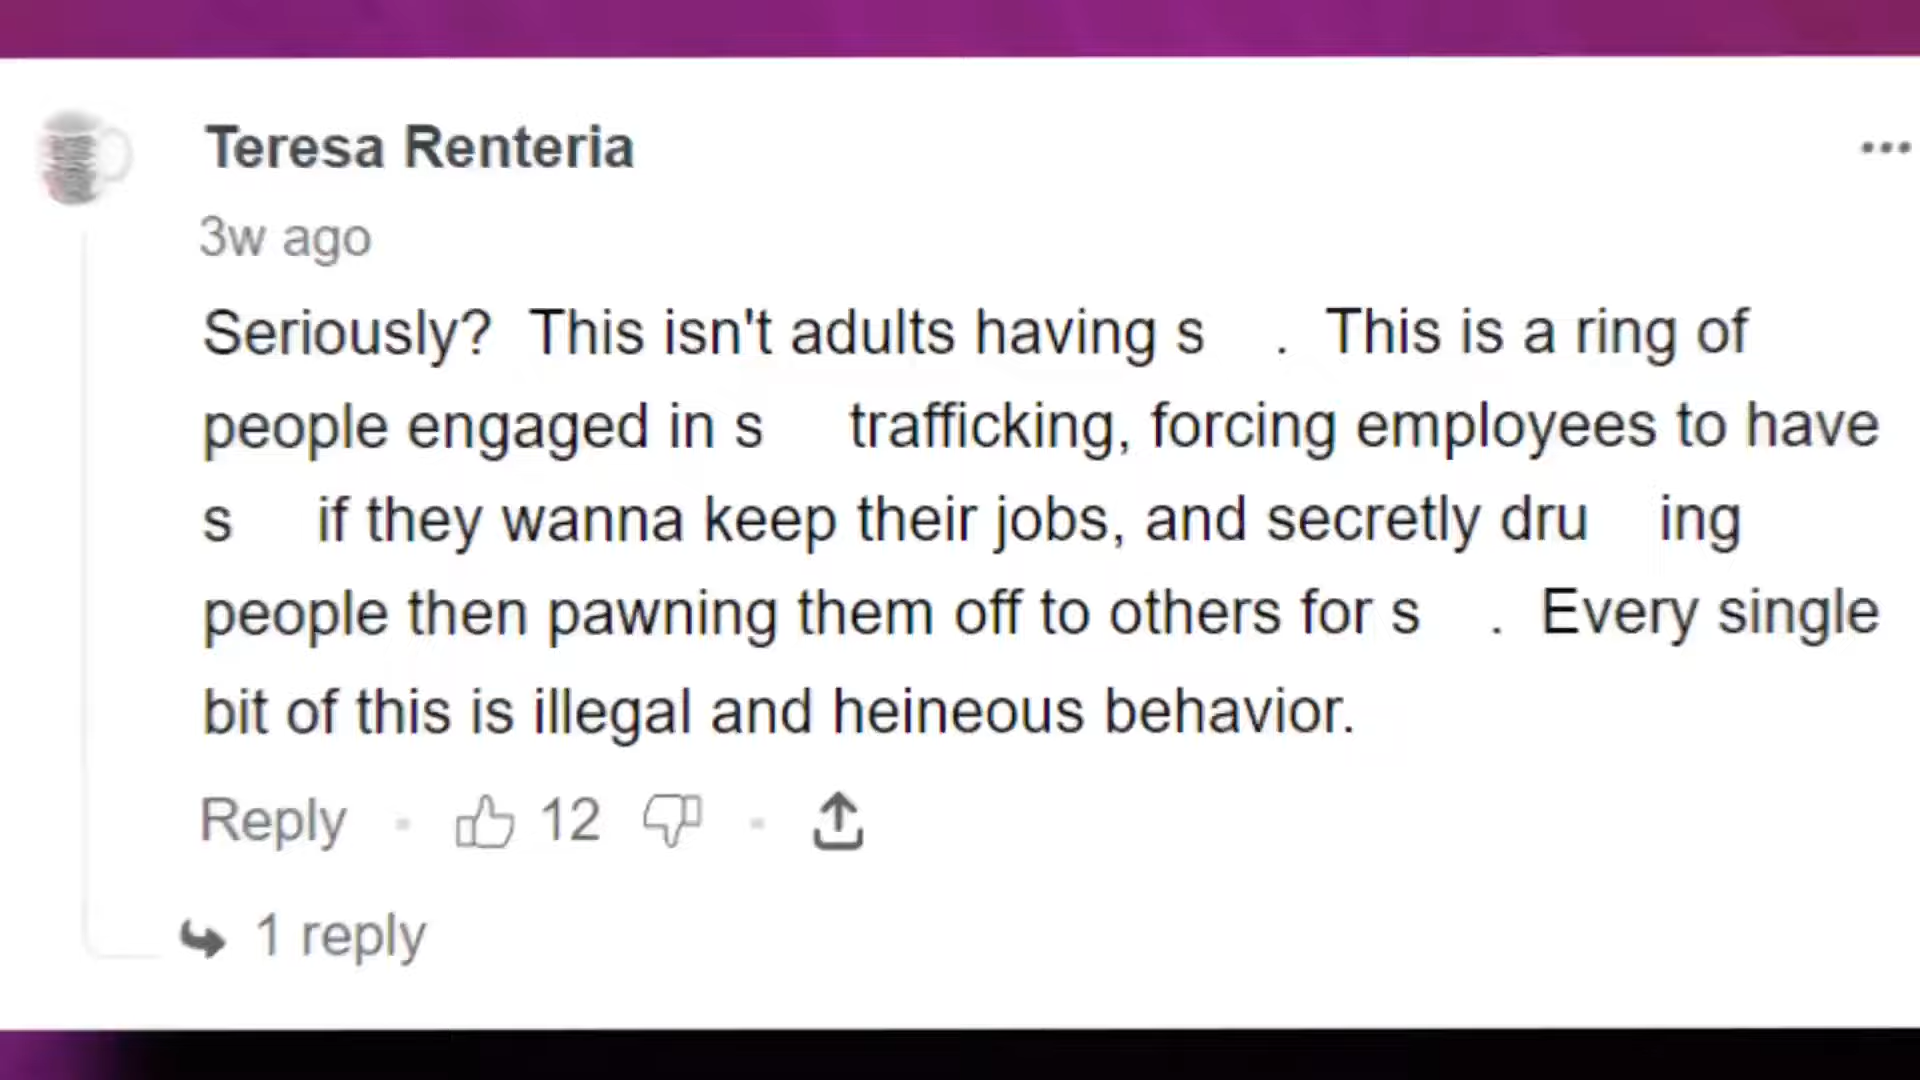 Teresa Renteria
...
3w ago
Seriously?  This isn't adults having s    .  This is a ring of
people engaged in s    trafficking, forcing employees to have
s    if they wanna keep their jobs, and secretly dru    ing
people then pawning them off to others for s    .  Every single
bit of this is illegal and heineous behavior.
Reply · 12 ·
1 reply